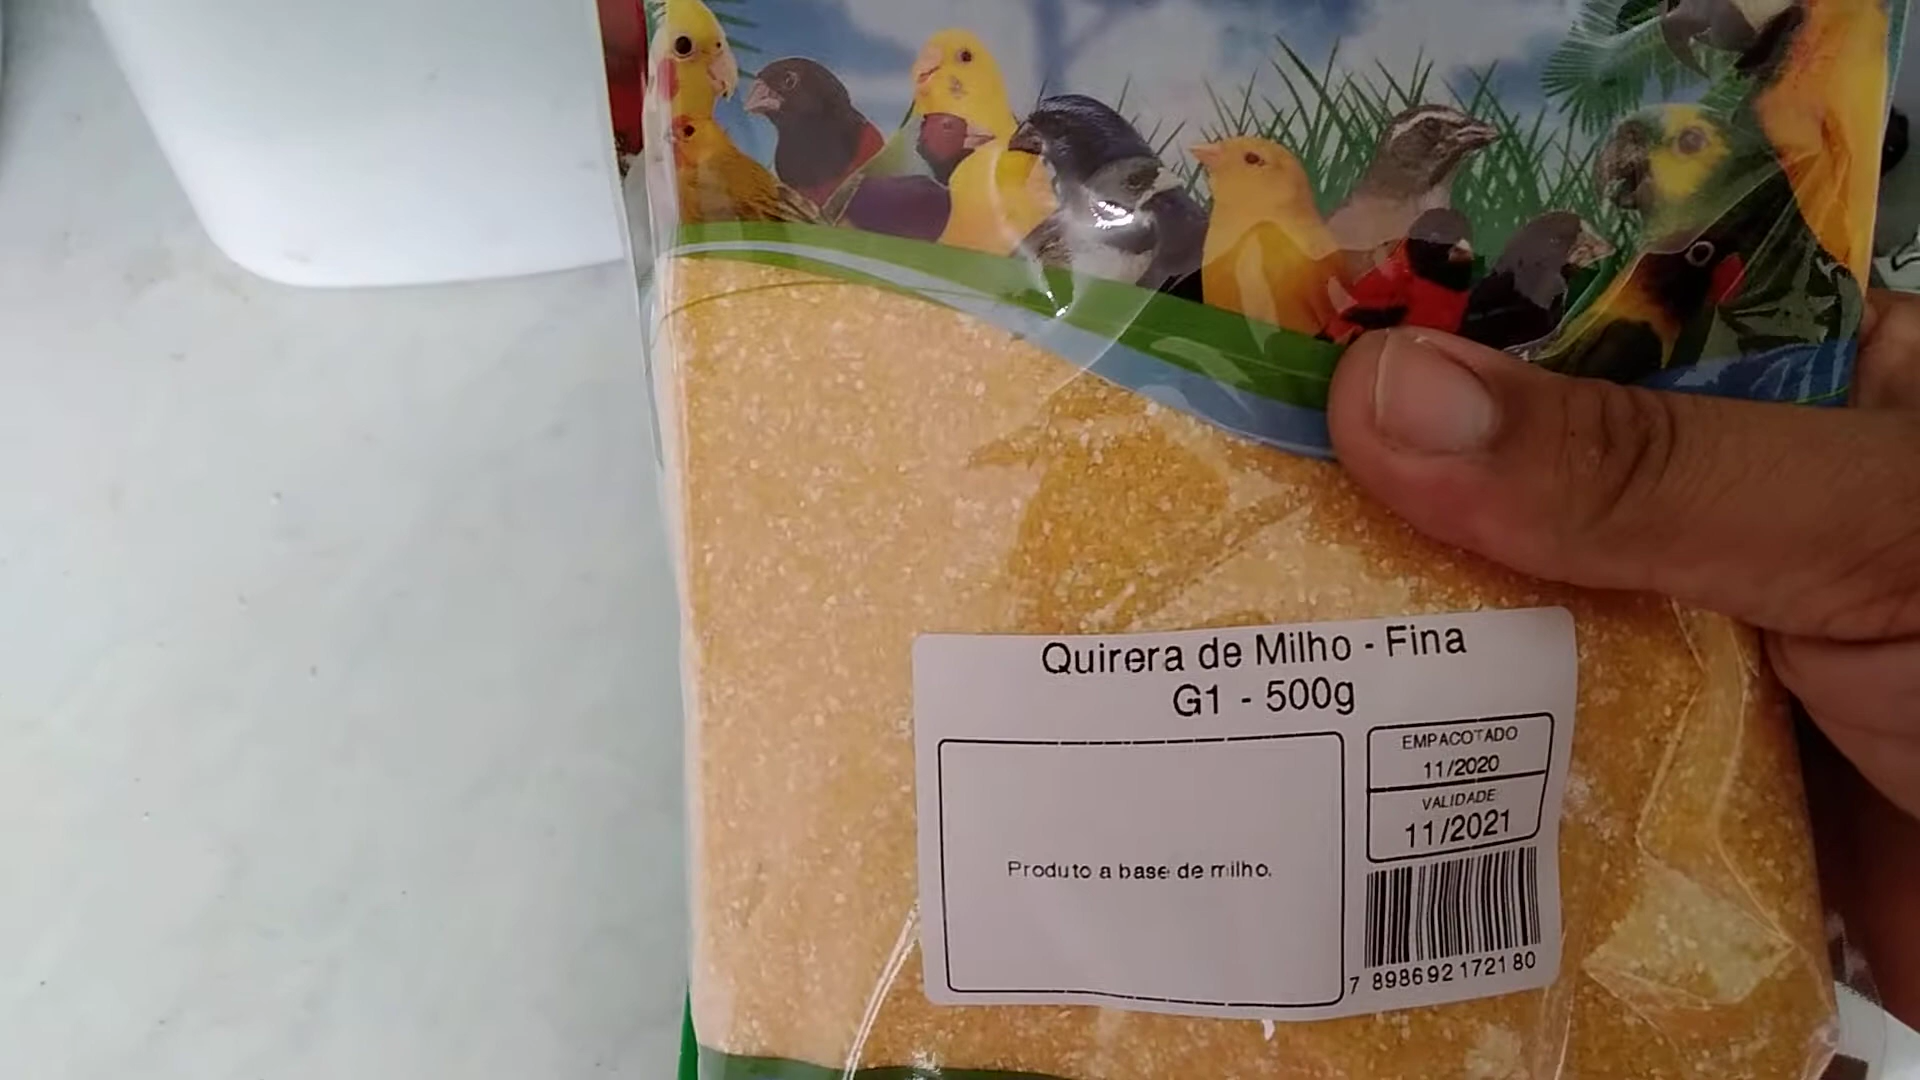 Quirera de Milho - Fina
G1 - 500g
EMPACOTADO
11/2020
VALIDADE
11/2021
Produto a base de milho.
7 898692 172180